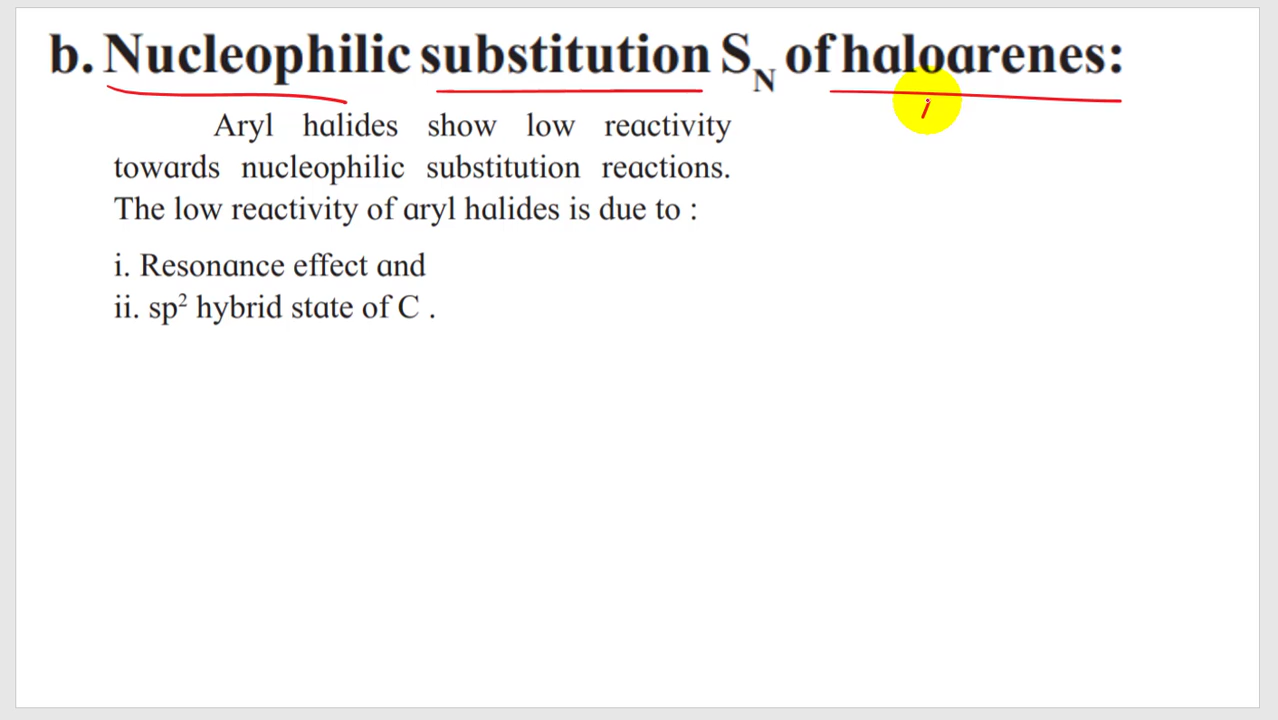 b. Nucleophilic substitution SN of haloarenes:
Aryl halides show low reactivity
towards nucleophilic substitution reactions.
The low reactivity of aryl halides is due to :
i. Resonance effect and
ii. sp² hybrid state of C .